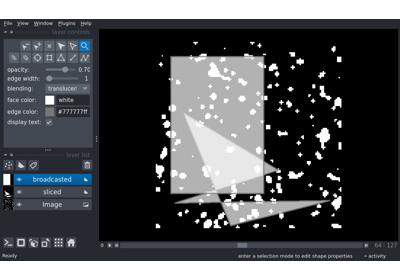 File View Window Plugins Help
layer controls
opacity: 0.70
edge width: 1
blending: translucen
face color: white
edge color: #777777ff
display text:
layer list
broadcasted
sliced
Image
0 64 127
Ready enter a selection mode to edit shape properties activity